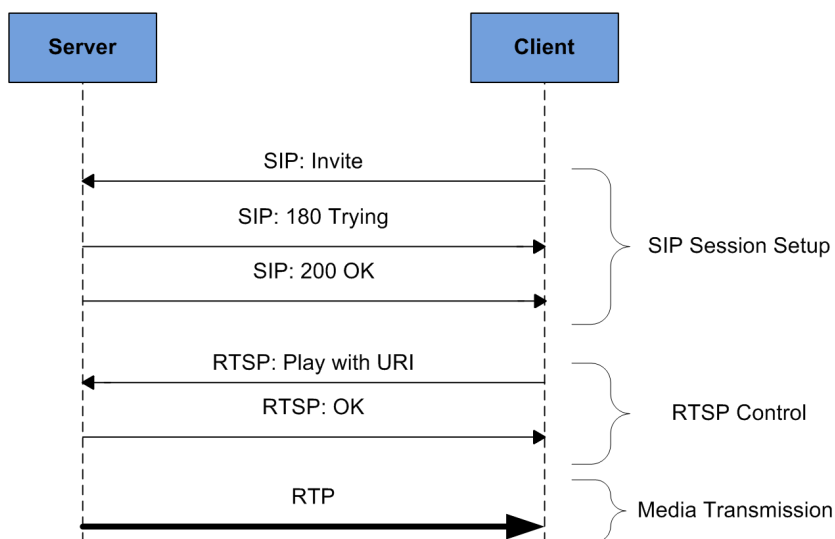 Server
Client
SIP: Invite
SIP: 180 Trying
SIP Session Setup
SIP: 200 OK
RTSP: Play with URI
RTSP: OK
RTSP Control
RTP
Media Transmission